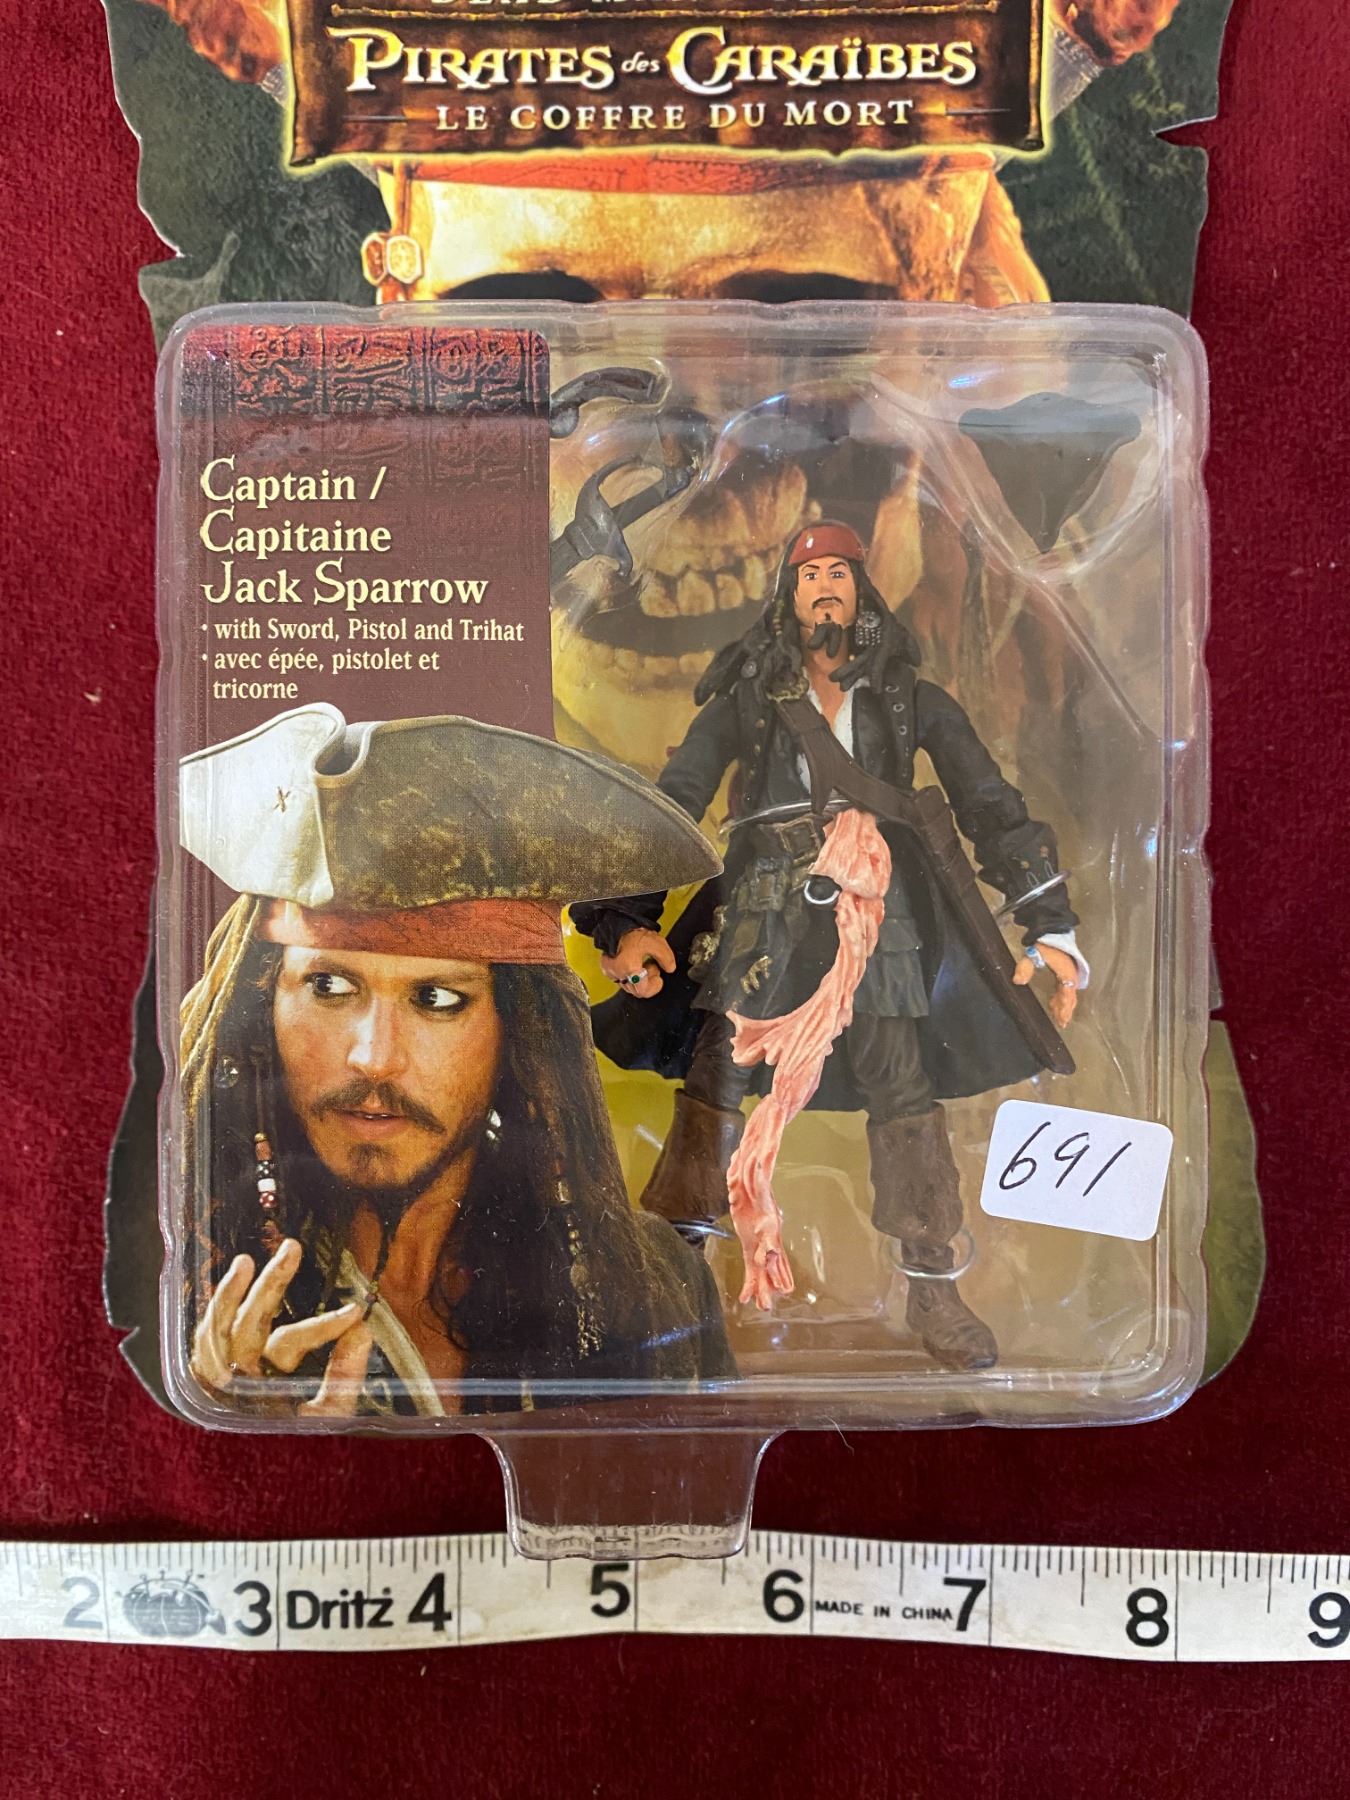 PIRATES des CARAÏBES
LE COFFRE DU MORT
Captain /
Capitaine
Jack Sparrow
• with Sword, Pistol and Trihat
• avec épée, pistolet et
tricorne
691
2 3 Dritz 4 5 6 MADE IN CHINA 7 8 9